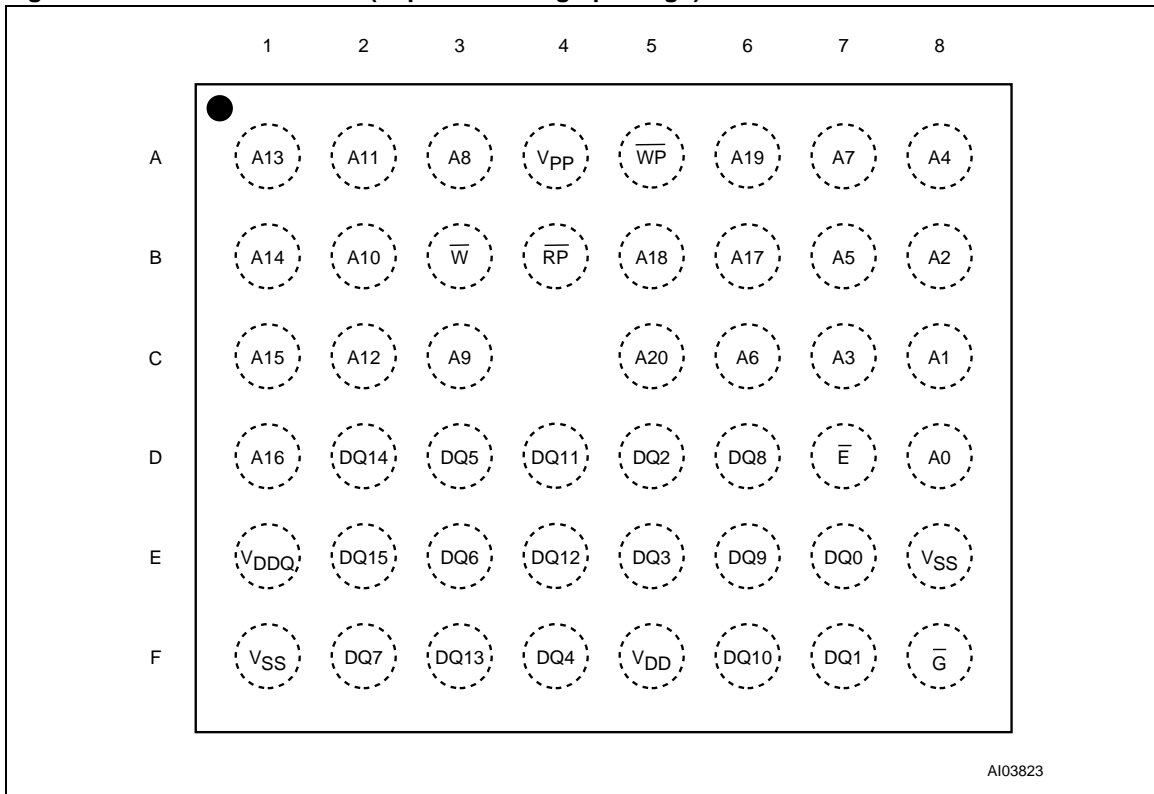 1 2 3 4 5 6 7 8
A A13 A11 A8 VPP W̅P̅ A19 A7 A4
B A14 A10 W̅ R̅P̅ A18 A17 A5 A2
C A15 A12 A9 A20 A6 A3 A1
D A16 DQ14 DQ5 DQ11 DQ2 DQ8 E̅ A0
E VDDQ DQ15 DQ6 DQ12 DQ3 DQ9 DQ0 VSS
F VSS DQ7 DQ13 DQ4 VDD DQ10 DQ1 G̅
AI03823